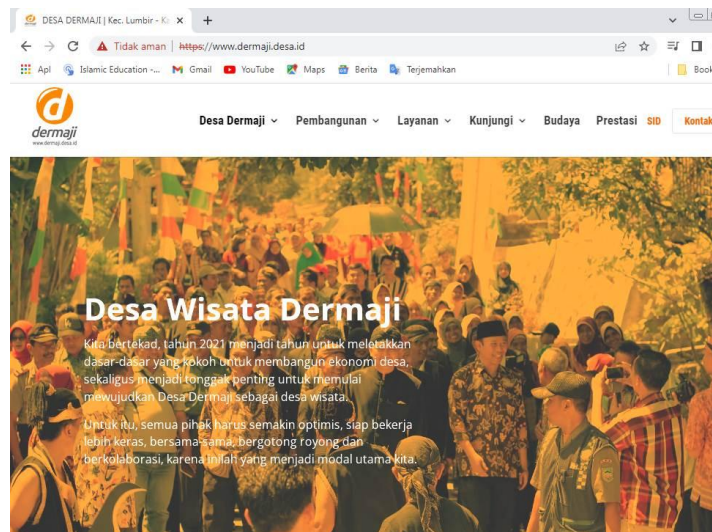 DESA DERMAJI | Kec. Lumbir - K
Tidak aman | https://www.dermaji.desa.id
Apl Islamic Education -... Gmail YouTube Maps Berita Terjemahkan Book
dermaji
www.dermaji.desa.id
Desa Dermaji Pembangunan Layanan Kunjungi Budaya Prestasi SID Kontak
Desa Wisata Dermaji
Kita bertekad, tahun 2021 menjadi tahun untuk meletakkan
dasar-dasar yang kokoh untuk membangun ekonomi desa,
sekaligus menjadi tonggak penting untuk memulai
mewujudkan Desa Dermaji sebagai desa wisata.
Untuk itu, semua pihak harus semakin optimis, siap bekerja
lebih keras, bersama-sama, bergotong royong dan
berkolaborasi, karena inilah yang menjadi modal utama kita.